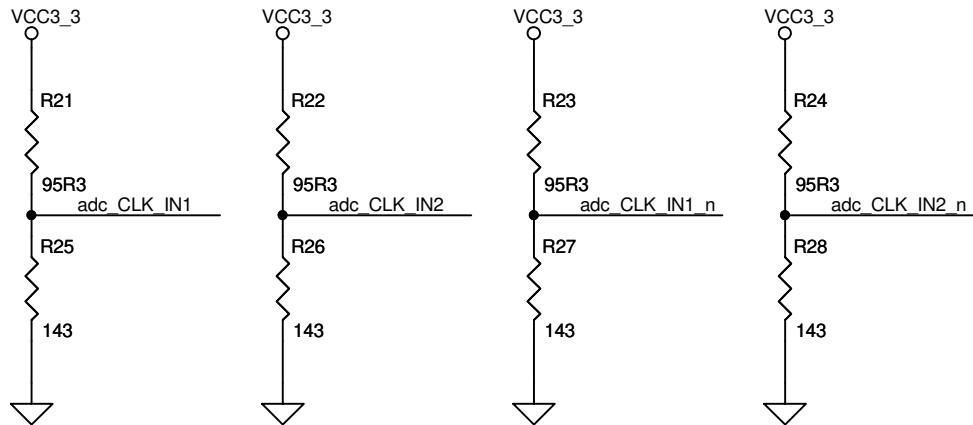 VCC3_3 VCC3_3 VCC3_3 VCC3_3
R21 R22 R23 R24
95R3 95R3 95R3 95R3
adc_CLK_IN1 adc_CLK_IN2 adc_CLK_IN1_n adc_CLK_IN2_n
R25 R26 R27 R28
143 143 143 143